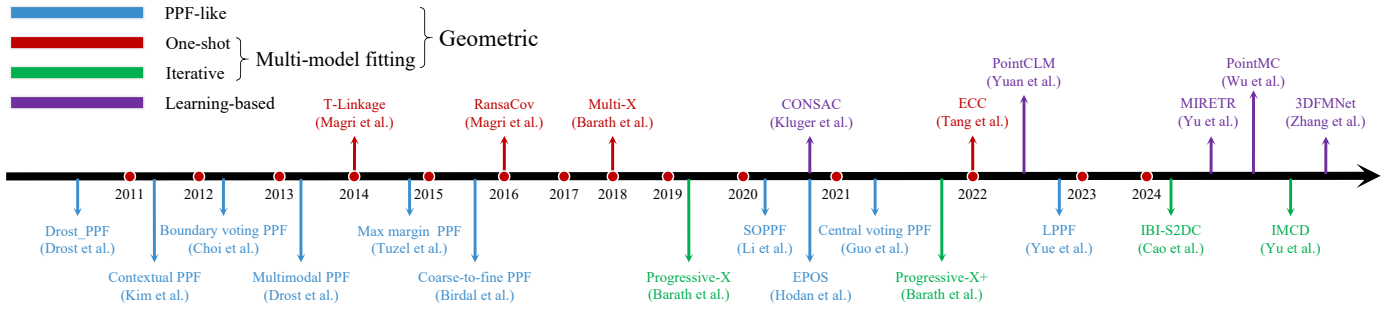 PPF-like
One-shot
Iterative
Learning-based
Multi-model fitting
Geometric
T-Linkage
(Magri et al.)
RansaCov
(Magri et al.)
Multi-X
(Barath et al.)
CONSAC
(Kluger et al.)
ECC
(Tang et al.)
PointCLM
(Yuan et al.)
MIRETR
(Yu et al.)
PointMC
(Wu et al.)
3DFMNet
(Zhang et al.)
2011 2012 2013 2014 2015 2016 2017 2018 2019 2020 2021 2022 2023 2024
Drost_PPF
(Drost et al.)
Contextual PPF
(Kim et al.)
Boundary voting PPF
(Choi et al.)
Multimodal PPF
(Drost et al.)
Max margin PPF
(Tuzel et al.)
Coarse-to-fine PPF
(Birdal et al.)
Progressive-X
(Barath et al.)
SOPPF
(Li et al.)
EPOS
(Hodan et al.)
Central voting PPF
(Guo et al.)
Progressive-X+
(Barath et al.)
LPPF
(Yue et al.)
IBI-S2DC
(Cao et al.)
IMCD
(Yu et al.)